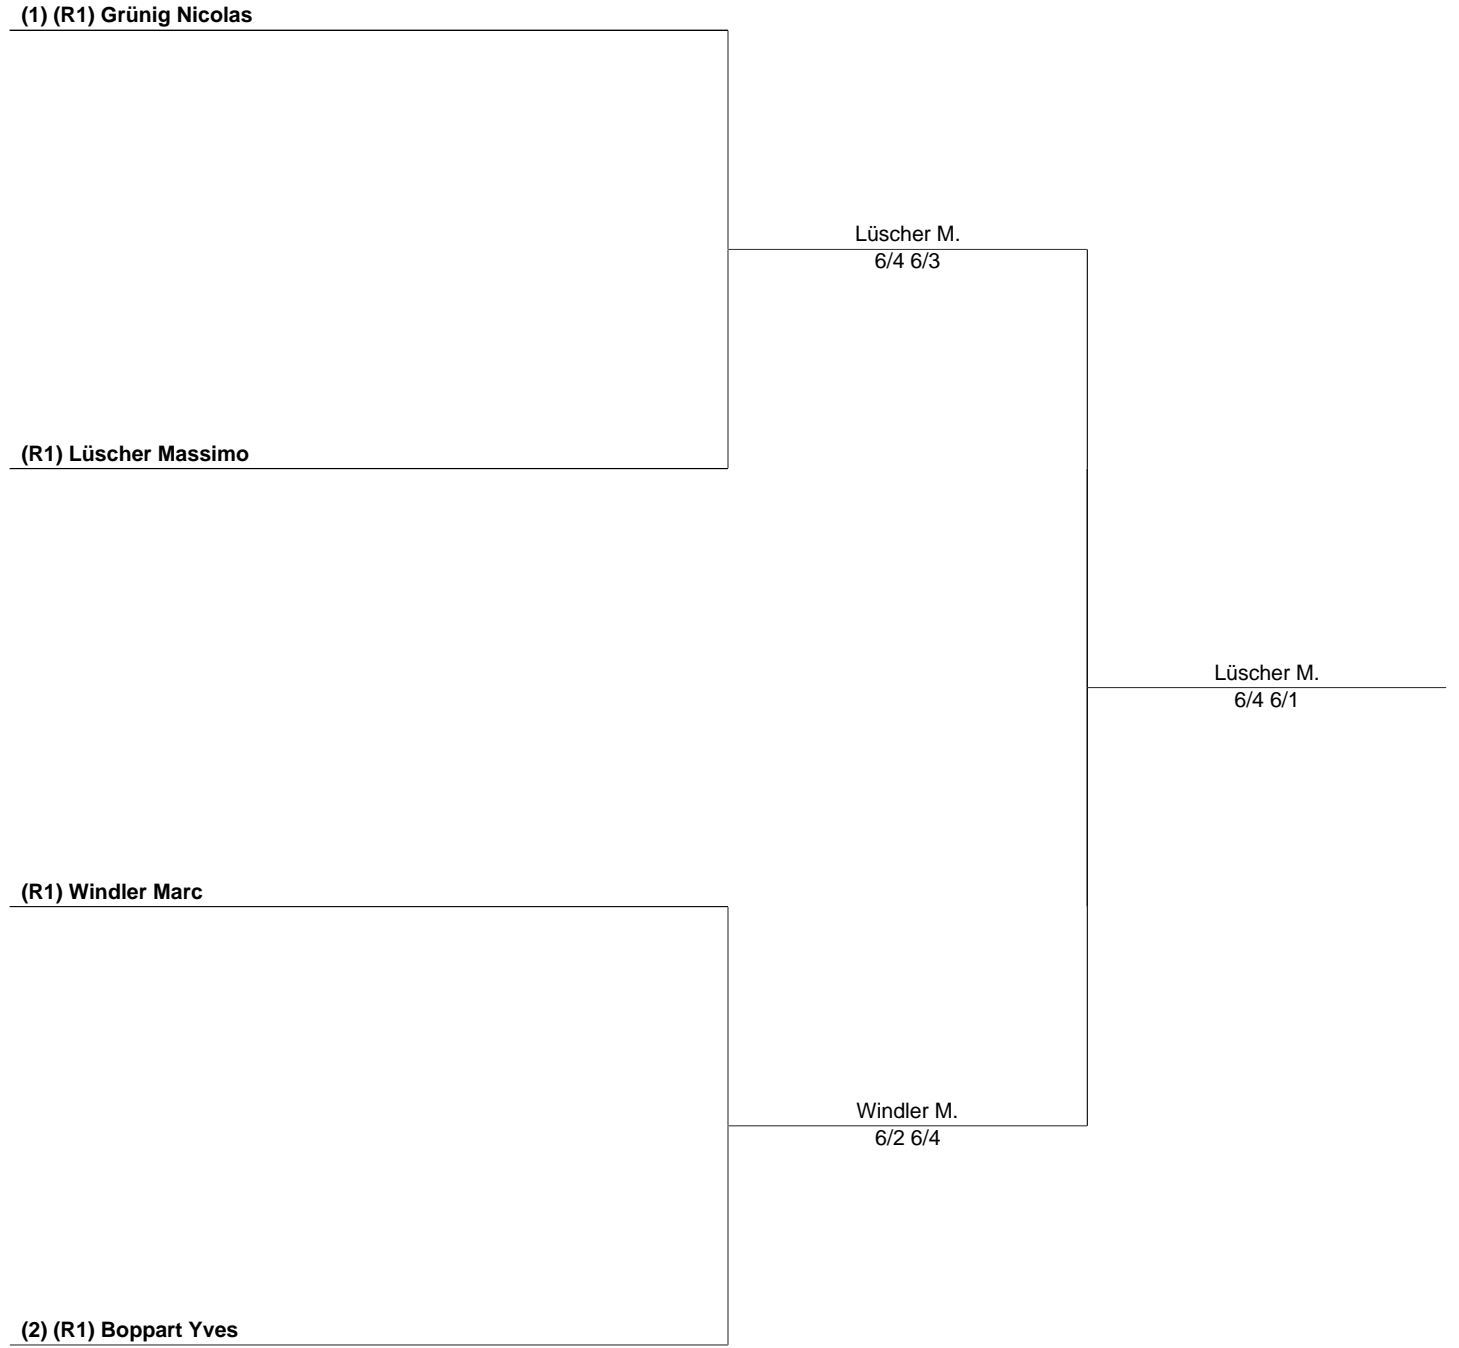 (1) (R1) Grünig Nicolas
Lüscher M.
6/4 6/3
(R1) Lüscher Massimo
Lüscher M.
6/4 6/1
(R1) Windler Marc
Windler M.
6/2 6/4
(2) (R1) Boppart Yves